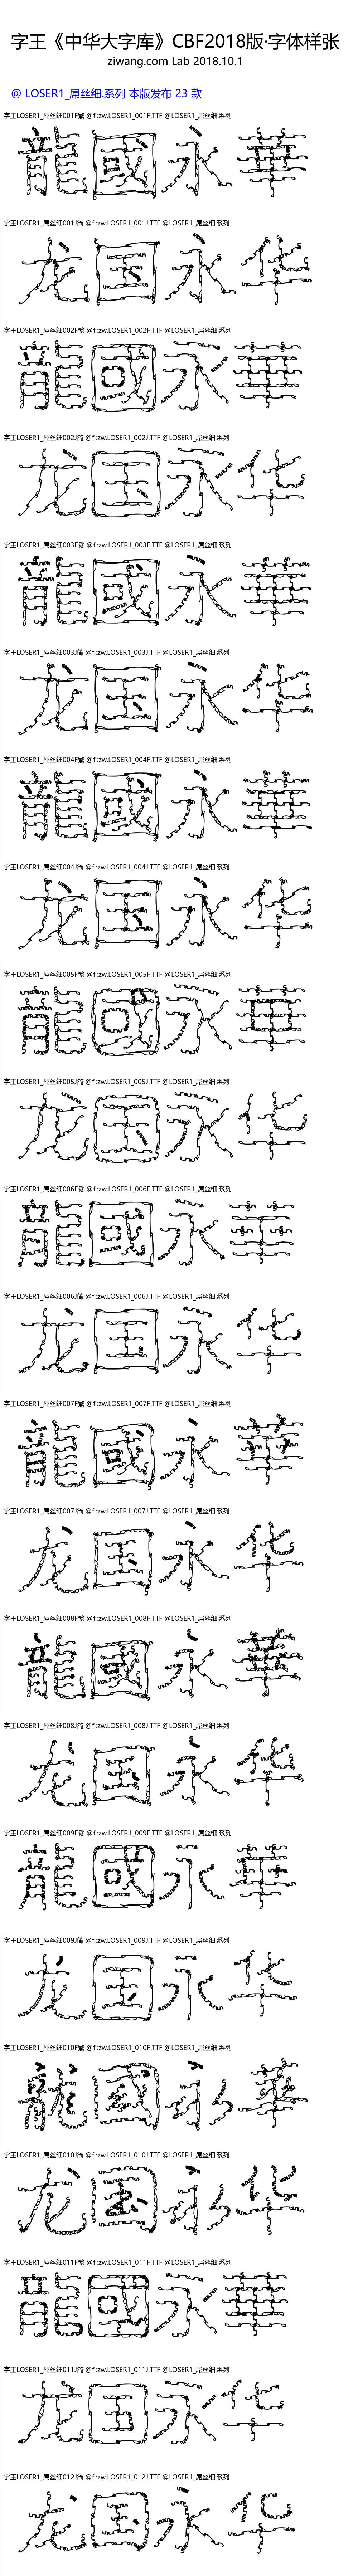 字王《中华大字库》CBF2018版·字体样张
ziwang.com Lab 2018.10.1
@ LOSER1_屌丝细.系列 本版发布 23 款
字王LOSER1_屌丝细001F繁 @f :zw.LOSER1_001F.TTF @LOSER1_屌丝细.系列
龍國永華
字王LOSER1_屌丝细001J简 @f :zw.LOSER1_001J.TTF @LOSER1_屌丝细.系列
龙国永华
字王LOSER1_屌丝细002F繁 @f :zw.LOSER1_002F.TTF @LOSER1_屌丝细.系列
龍國永華
字王LOSER1_屌丝细002J简 @f :zw.LOSER1_002J.TTF @LOSER1_屌丝细.系列
龙国永华
字王LOSER1_屌丝细003F繁 @f :zw.LOSER1_003F.TTF @LOSER1_屌丝细.系列
龍國永華
字王LOSER1_屌丝细003J简 @f :zw.LOSER1_003J.TTF @LOSER1_屌丝细.系列
龙国永华
字王LOSER1_屌丝细004F繁 @f :zw.LOSER1_004F.TTF @LOSER1_屌丝细.系列
龍國永華
字王LOSER1_屌丝细004J简 @f :zw.LOSER1_004J.TTF @LOSER1_屌丝细.系列
龙国永华
字王LOSER1_屌丝细005F繁 @f :zw.LOSER1_005F.TTF @LOSER1_屌丝细.系列
龍國永華
字王LOSER1_屌丝细005J简 @f :zw.LOSER1_005J.TTF @LOSER1_屌丝细.系列
龙国永华
字王LOSER1_屌丝细006F繁 @f :zw.LOSER1_006F.TTF @LOSER1_屌丝细.系列
龍國永華
字王LOSER1_屌丝细006J简 @f :zw.LOSER1_006J.TTF @LOSER1_屌丝细.系列
龙国永华
字王LOSER1_屌丝细007F繁 @f :zw.LOSER1_007F.TTF @LOSER1_屌丝细.系列
龍國永華
字王LOSER1_屌丝细007J简 @f :zw.LOSER1_007J.TTF @LOSER1_屌丝细.系列
龙国永华
字王LOSER1_屌丝细008F繁 @f :zw.LOSER1_008F.TTF @LOSER1_屌丝细.系列
龍國永華
字王LOSER1_屌丝细008J简 @f :zw.LOSER1_008J.TTF @LOSER1_屌丝细.系列
龙国永华
字王LOSER1_屌丝细009F繁 @f :zw.LOSER1_009F.TTF @LOSER1_屌丝细.系列
龍國永華
字王LOSER1_屌丝细009J简 @f :zw.LOSER1_009J.TTF @LOSER1_屌丝细.系列
龙国永华
字王LOSER1_屌丝细010F繁 @f :zw.LOSER1_010F.TTF @LOSER1_屌丝细.系列
龍國永華
字王LOSER1_屌丝细010J简 @f :zw.LOSER1_010J.TTF @LOSER1_屌丝细.系列
龙国永华
字王LOSER1_屌丝细011F繁 @f :zw.LOSER1_011F.TTF @LOSER1_屌丝细.系列
龍國永華
字王LOSER1_屌丝细011J简 @f :zw.LOSER1_011J.TTF @LOSER1_屌丝细.系列
龙国永华
字王LOSER1_屌丝细012J简 @f :zw.LOSER1_012J.TTF @LOSER1_屌丝细.系列
龙国永华